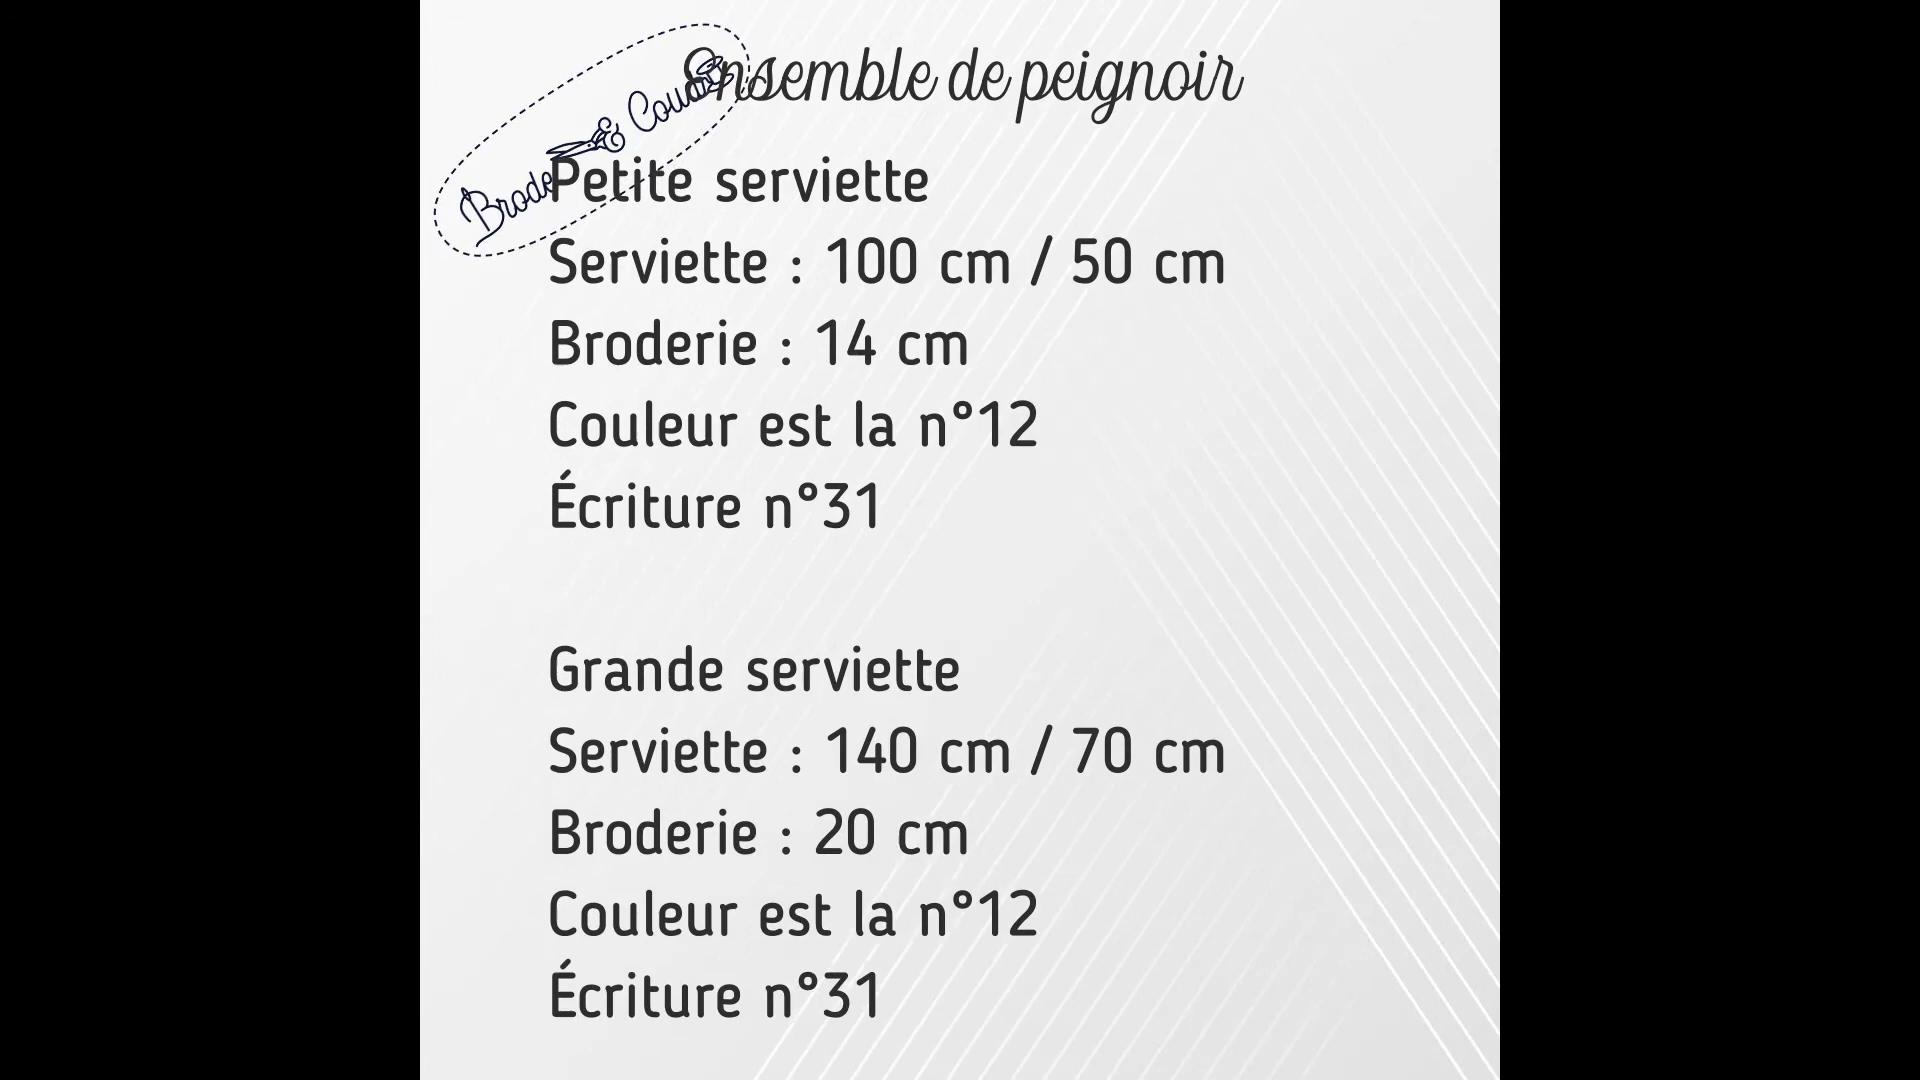 Ensemble de peignoir
Petite serviette
Serviette : 100 cm / 50 cm
Broderie : 14 cm
Couleur est la n°12
Écriture n°31
Grande serviette
Serviette : 140 cm / 70 cm
Broderie : 20 cm
Couleur est la n°12
Écriture n°31